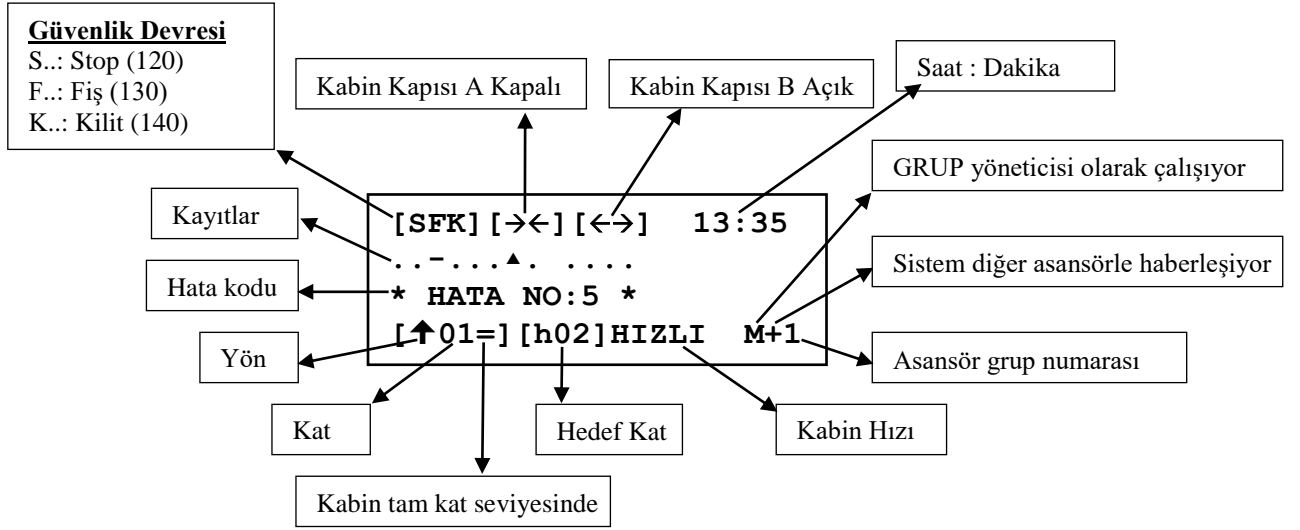 Güvenlik Devresi
S..: Stop (120)
F..: Fiş (130)
K..: Kilit (140)
Kabin Kapısı A Kapalı
Kabin Kapısı B Açık
Saat : Dakika
GRUP yöneticisi olarak çalışıyor
Kayıtlar
[SFK][→←][←→] 13:35
..-...▲. ....
Sistem diğer asansörle haberleşiyor
Hata kodu
* HATA NO:5 *
[↑01=][h02]HIZLI M+1
Yön
Asansör grup numarası
Kat
Hedef Kat
Kabin Hızı
Kabin tam kat seviyesinde